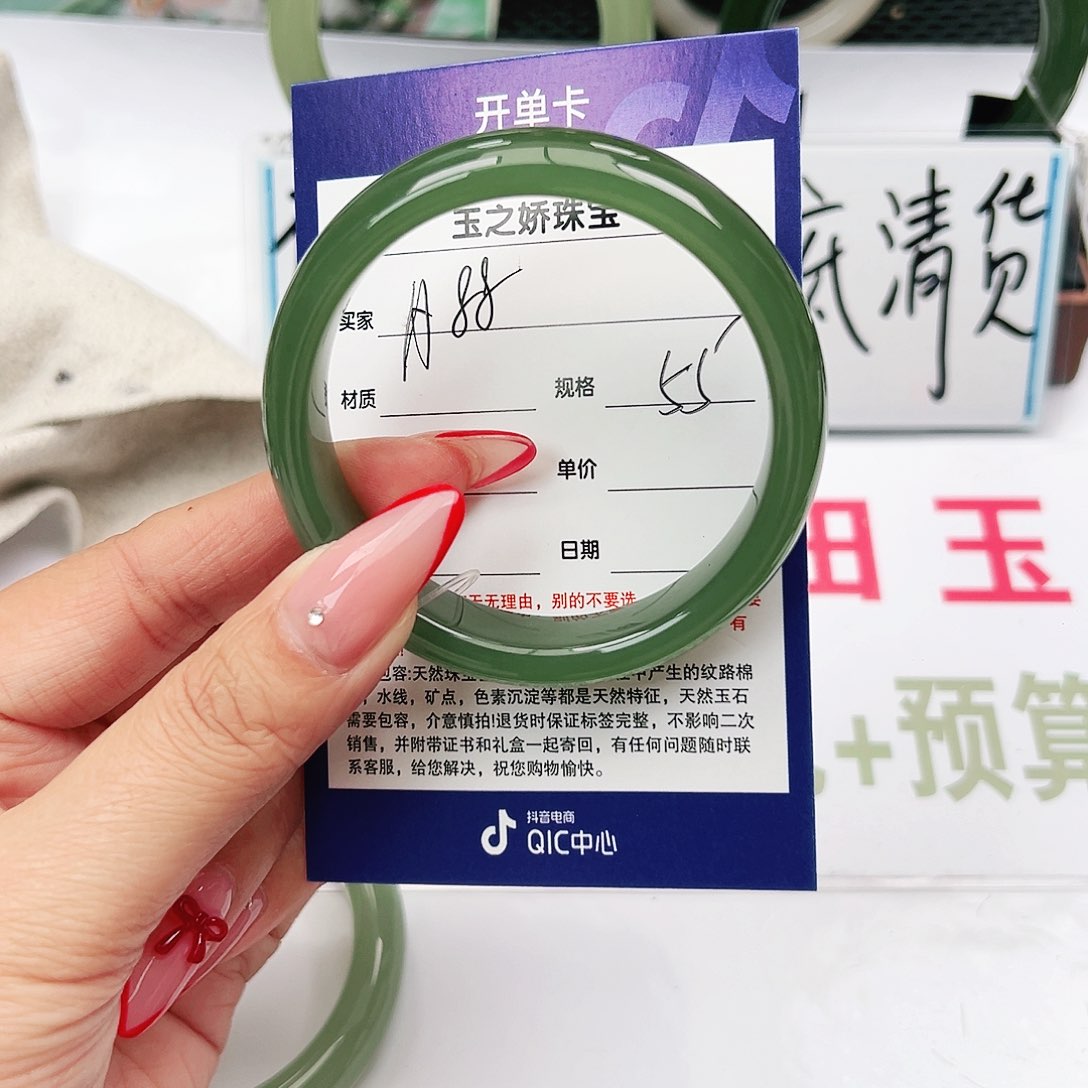 开单卡
玉之娇珠宝
买家 A88
材质 规格 55
单价
日期
无理由，别的不要选
有
包容:天然珠宝 产生的纹路棉
，水线，矿点，色素沉淀等都是天然特征，天然玉石
需要包容，介意慎拍!退货时保证标签完整，不影响二次
销售，并附带证书和礼盒一起寄回，有任何问题随时联
系客服，给您解决，祝您购物愉快。
抖音电商
QIC中心
底清货
田玉
+预算